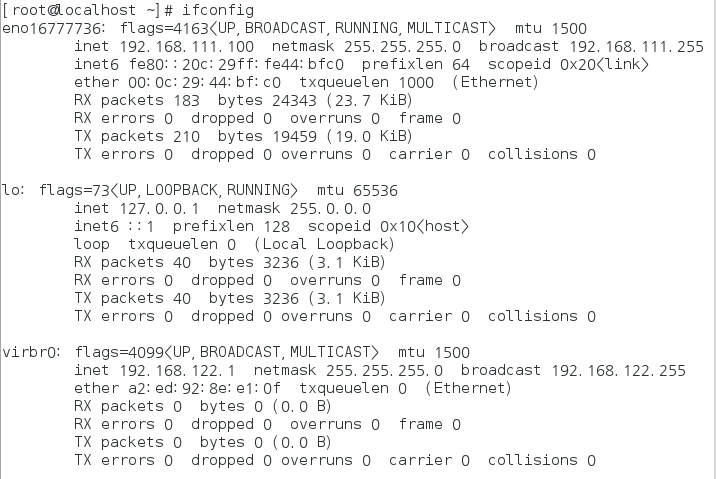 [root@localhost ~]# ifconfig
eno16777736: flags=4163<UP,BROADCAST,RUNNING,MULTICAST>  mtu 1500
        inet 192.168.111.100  netmask 255.255.255.0  broadcast 192.168.111.255
        inet6 fe80::20c:29ff:fe44:bfc0  prefixlen 64  scopeid 0x20<link>
        ether 00:0c:29:44:bf:c0  txqueuelen 1000  (Ethernet)
        RX packets 183  bytes 24343 (23.7 KiB)
        RX errors 0  dropped 0  overruns 0  frame 0
        TX packets 210  bytes 19459 (19.0 KiB)
        TX errors 0  dropped 0 overruns 0  carrier 0  collisions 0
lo: flags=73<UP,LOOPBACK,RUNNING>  mtu 65536
        inet 127.0.0.1  netmask 255.0.0.0
        inet6 ::1  prefixlen 128  scopeid 0x10<host>
        loop  txqueuelen 0  (Local Loopback)
        RX packets 40  bytes 3236 (3.1 KiB)
        RX errors 0  dropped 0  overruns 0  frame 0
        TX packets 40  bytes 3236 (3.1 KiB)
        TX errors 0  dropped 0 overruns 0  carrier 0  collisions 0
virbr0: flags=4099<UP,BROADCAST,MULTICAST>  mtu 1500
        inet 192.168.122.1  netmask 255.255.255.0  broadcast 192.168.122.255
        ether a2:ed:92:8e:e1:0f  txqueuelen 0  (Ethernet)
        RX packets 0  bytes 0 (0.0 B)
        RX errors 0  dropped 0  overruns 0  frame 0
        TX packets 0  bytes 0 (0.0 B)
        TX errors 0  dropped 0 overruns 0  carrier 0  collisions 0